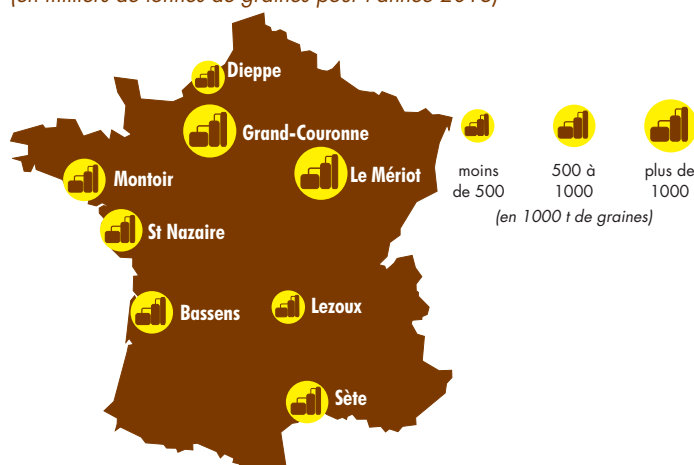 Dieppe
Grand-Couronne
Le Mériot
Montoir
St Nazaire
Bassens
Lezoux
Sète
moins
de 500
500 à
1000
plus de
1000
(en 1000 t de graines)